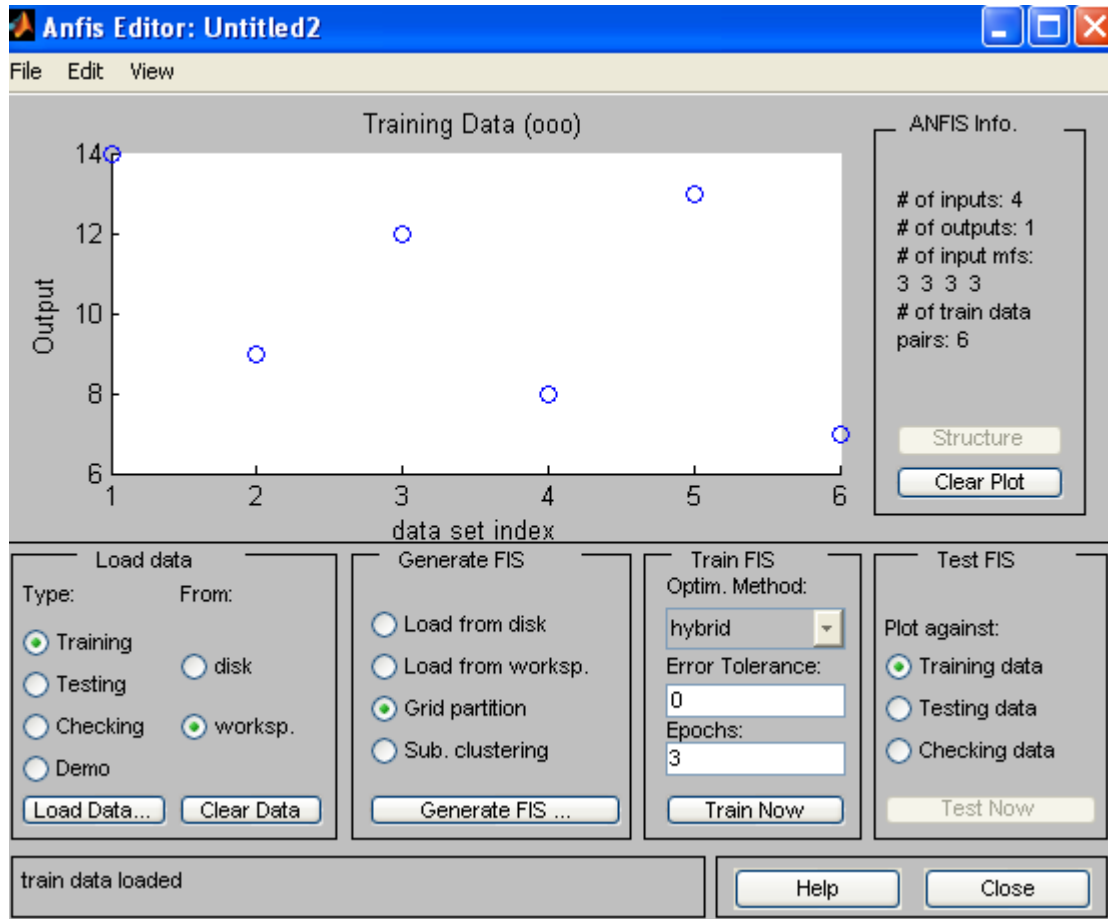 Anfis Editor: Untitled2
File Edit View
Training Data (ooo)
14
12
10
8
6
Output
1 2 3 4 5 6
data set index
ANFIS Info.
# of inputs: 4
# of outputs: 1
# of input mfs:
3 3 3 3
# of train data
pairs: 6
Structure
Clear Plot
Load data
Type: From:
Training
Testing
Checking
Demo
disk
worksp.
Load Data... Clear Data
Generate FIS
Load from disk
Load from worksp.
Grid partition
Sub. clustering
Generate FIS ...
Train FIS
Optim. Method:
hybrid
Error Tolerance:
0
Epochs:
3
Train Now
Test FIS
Plot against:
Training data
Testing data
Checking data
Test Now
train data loaded
Help Close